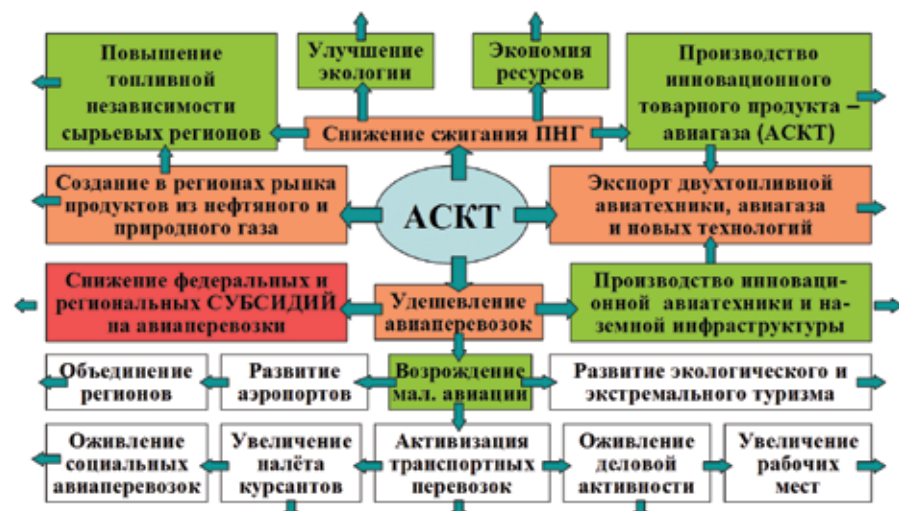 Повышение
топливной
независимости
сырьевых регионов
Улучшение
экологии
Экономия
ресурсов
Производство
инновационного
товарного продукта –
авиагаза (АСКТ)
Снижение сжигания ПНГ
Создание в регионах рынка
продуктов из нефтяного и
природного газа
АСКТ
Экспорт двухтопливной
авиатехники, авиагаза
и новых технологий
Снижение федеральных и
региональных СУБСИДИЙ
на авиаперевозки
Удешевление
авиаперевозок
Производство инноваци-
онной авиатехники и на-
земной инфраструктуры
Объединение
регионов
Развитие
аэропортов
Возрождение
мал. авиации
Развитие экологического и
экстремального туризма
Оживление
социальных
авиаперевозок
Увеличение
налёта
курсантов
Активизация
транспортных
перевозок
Оживление
деловой
активности
Увеличение
рабочих
мест